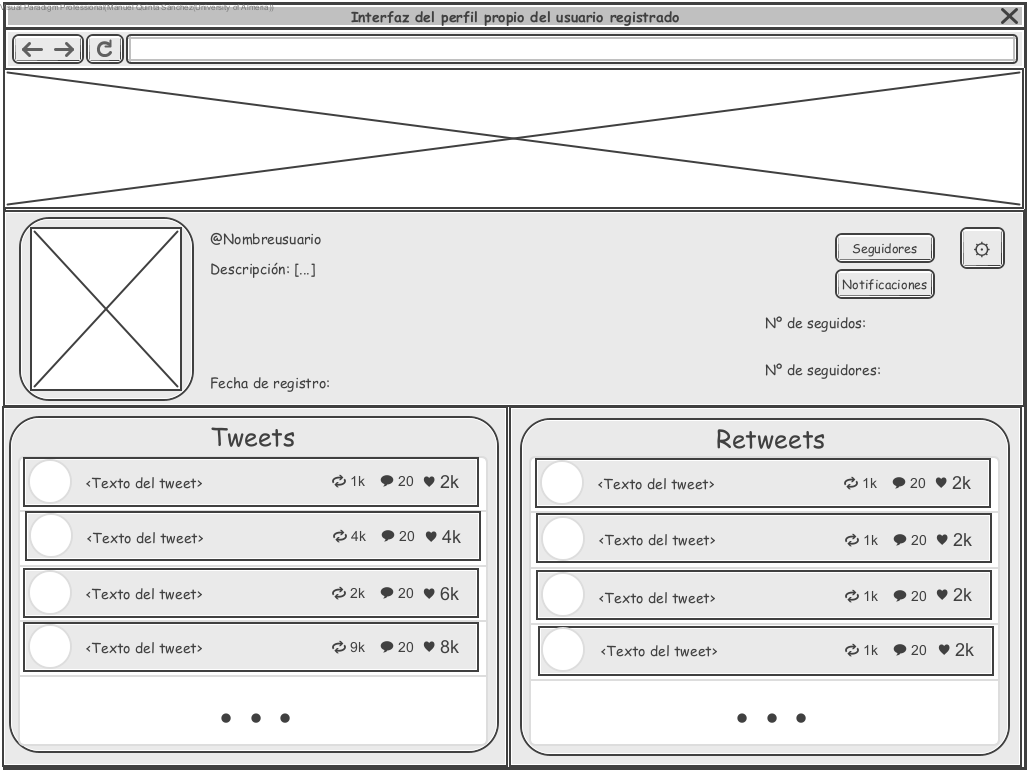 Visual Paradigm Professional(Manuel Quinta Sanchez(University of Almeria))
Interfaz del perfil propio del usuario registrado
@Nombreusuario
Descripción: [...]
Fecha de registro:
Seguidores
Notificaciones
Nº de seguidos:
Nº de seguidores:
Tweets
<Texto del tweet> 1k 20 2k
<Texto del tweet> 4k 20 4k
<Texto del tweet> 2k 20 6k
<Texto del tweet> 9k 20 8k
Retweets
<Texto del tweet> 1k 20 2k
<Texto del tweet> 1k 20 2k
<Texto del tweet> 1k 20 2k
<Texto del tweet> 1k 20 2k